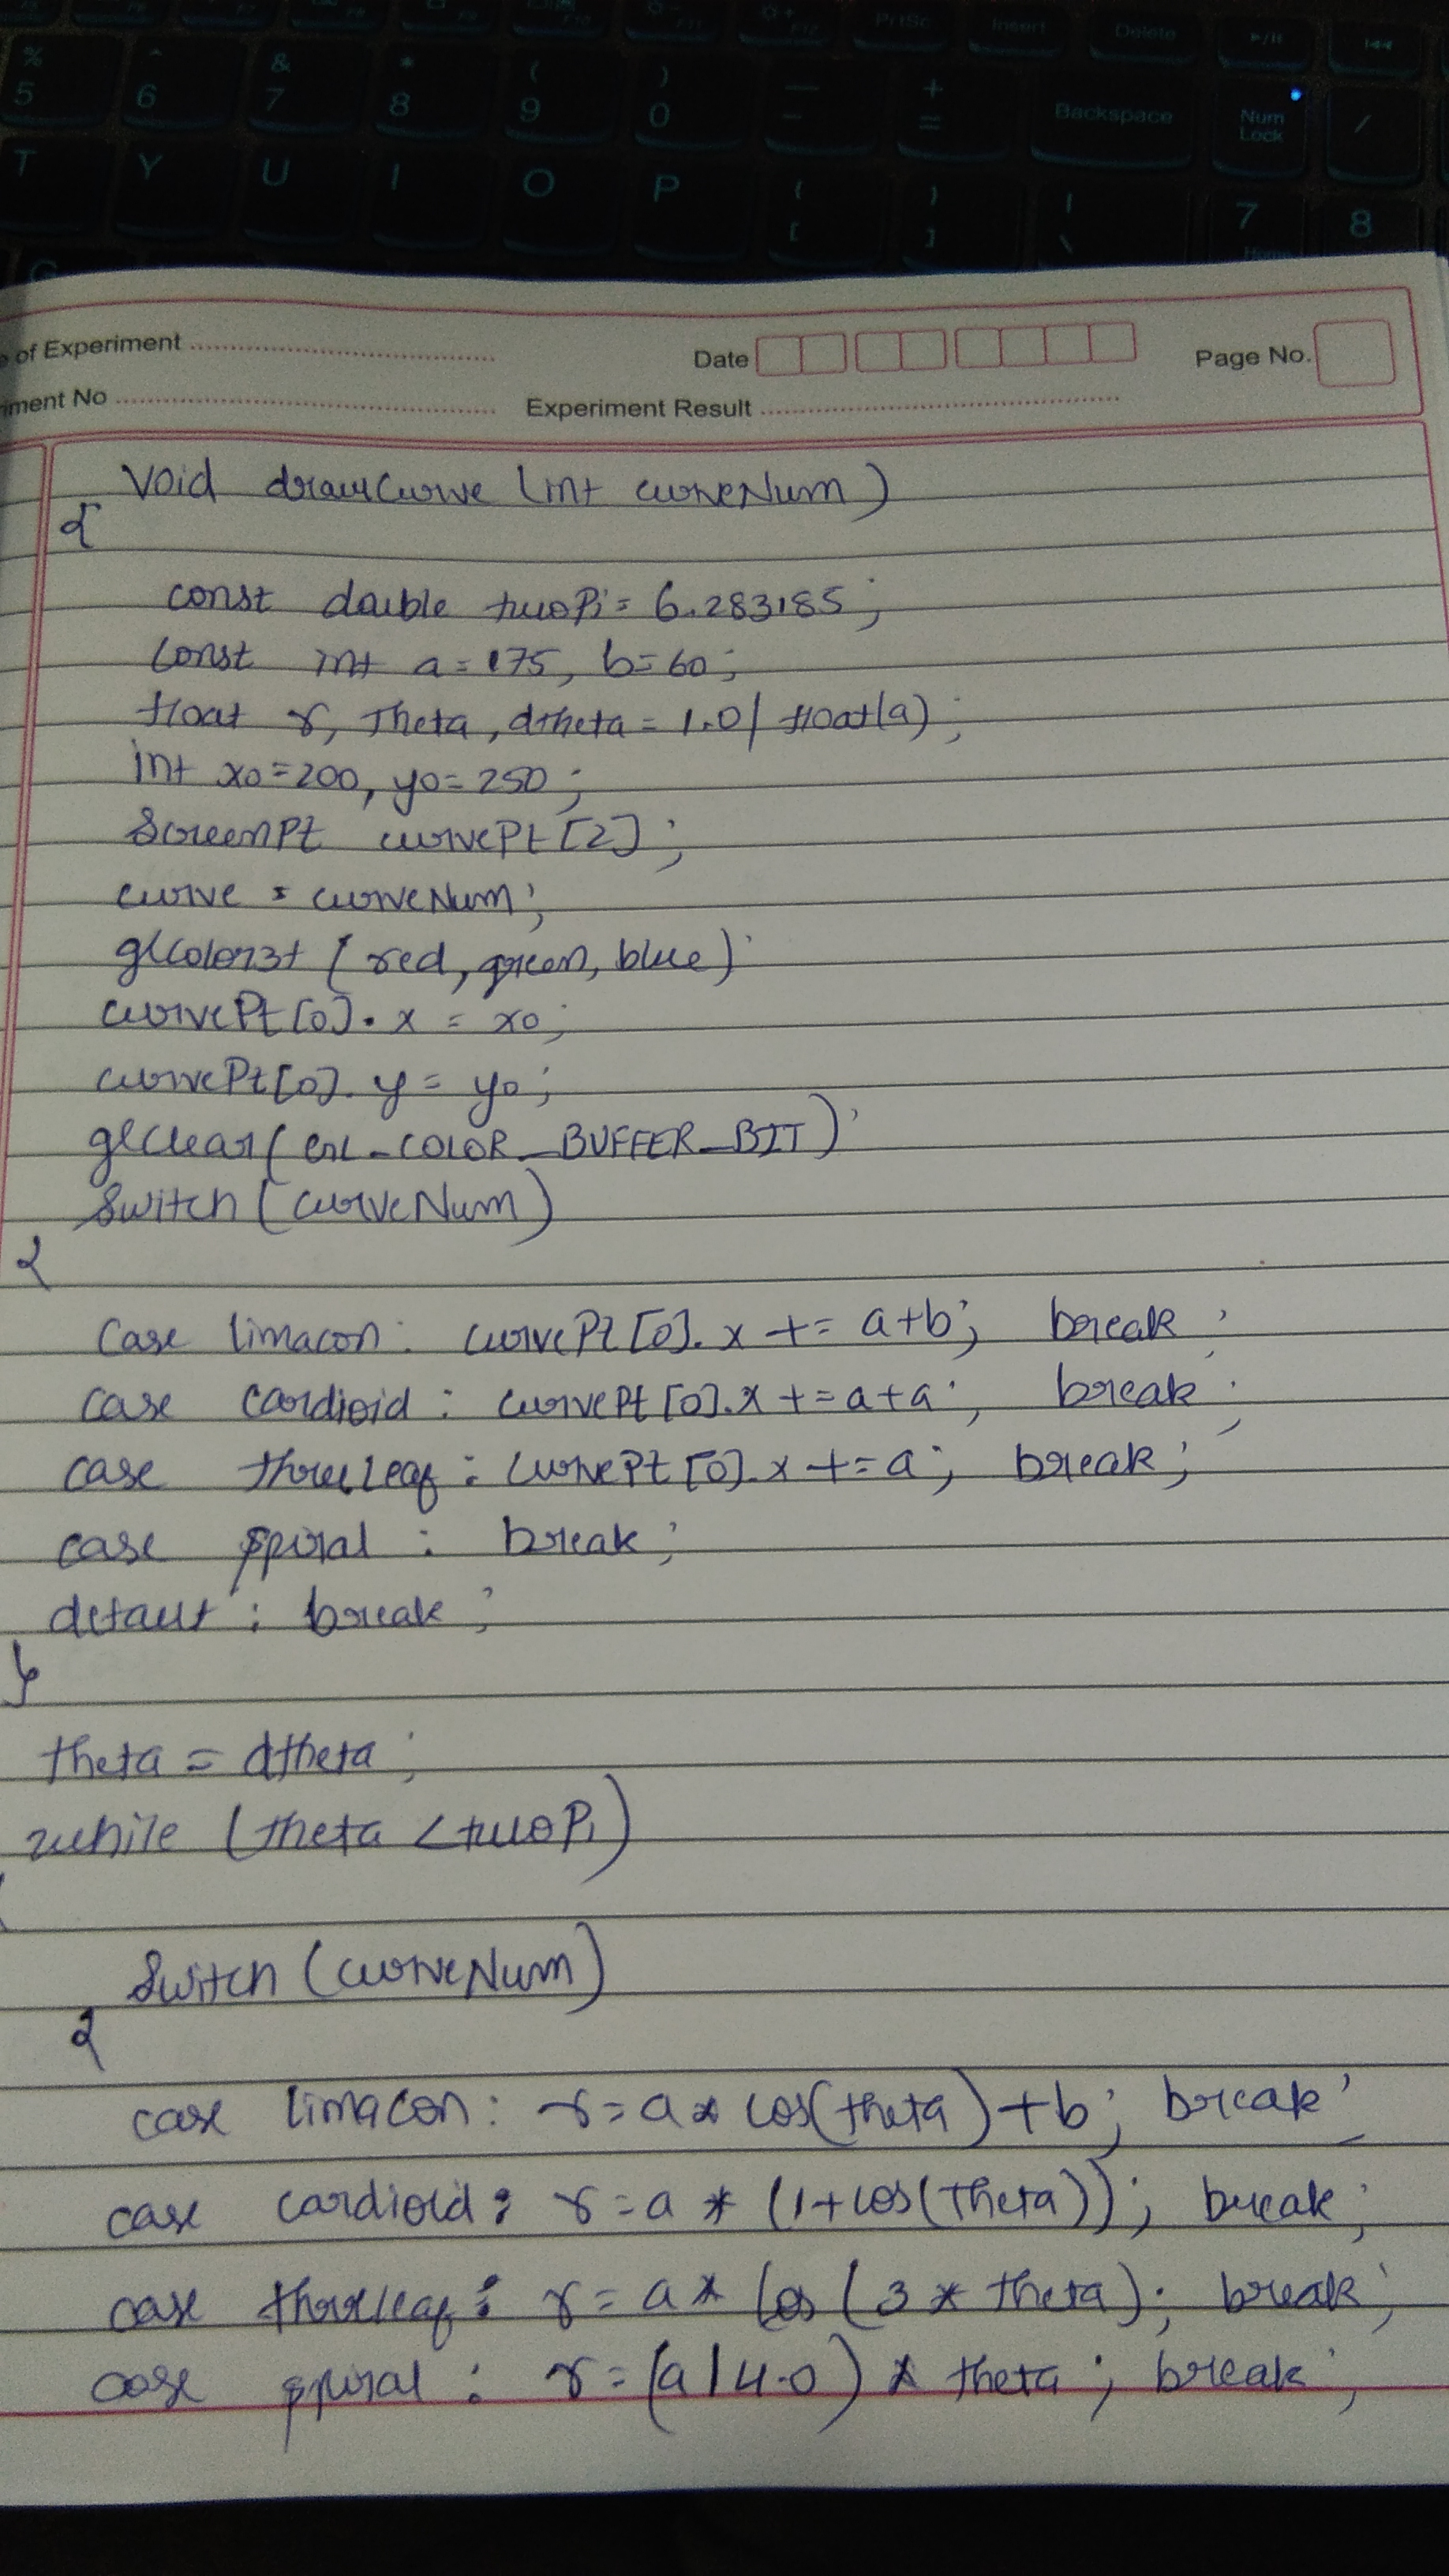 % 5 ^ 6 & 7 * 8 ( 9 ) 0 — - + = Backspace Num Lock /
PrtSc Insert Delete
T Y U I O P { [ } ] | \ 7 8
of Experiment Date Page No.
iment No Experiment Result
Void drawCurve (int curveNum)
{
const double twoPi = 6.283185;
Const int a = 175, b = 60;
float r, Theta, dtheta = 1.0/float(a);
int x0 = 200, y0 = 250;
ScreenPt curvePt[2];
curve = curveNum;
glColor3f (red, green, blue);
curvePt[0].x = x0;
curvePt[0].y = y0;
glClear(GL_COLOR_BUFFER_BIT);
Switch (curveNum)
{
Case limacon: curvePt[0].x += a+b; break;
case cardioid: curvePt[0].x += a+a; break;
case threeLeaf: curvePt[0].x += a; break;
case spiral: break;
default: break;
}
theta = dtheta;
while (theta < twoPi)
{
Switch (curveNum)
{
case limacon: r = a * cos(theta) + b; break;
case cardioid: r = a * (1+cos(Theta)); break;
case threeleaf: r = a * cos (3 * theta); break;
case spiral: r = (a/4.0) * theta; break;